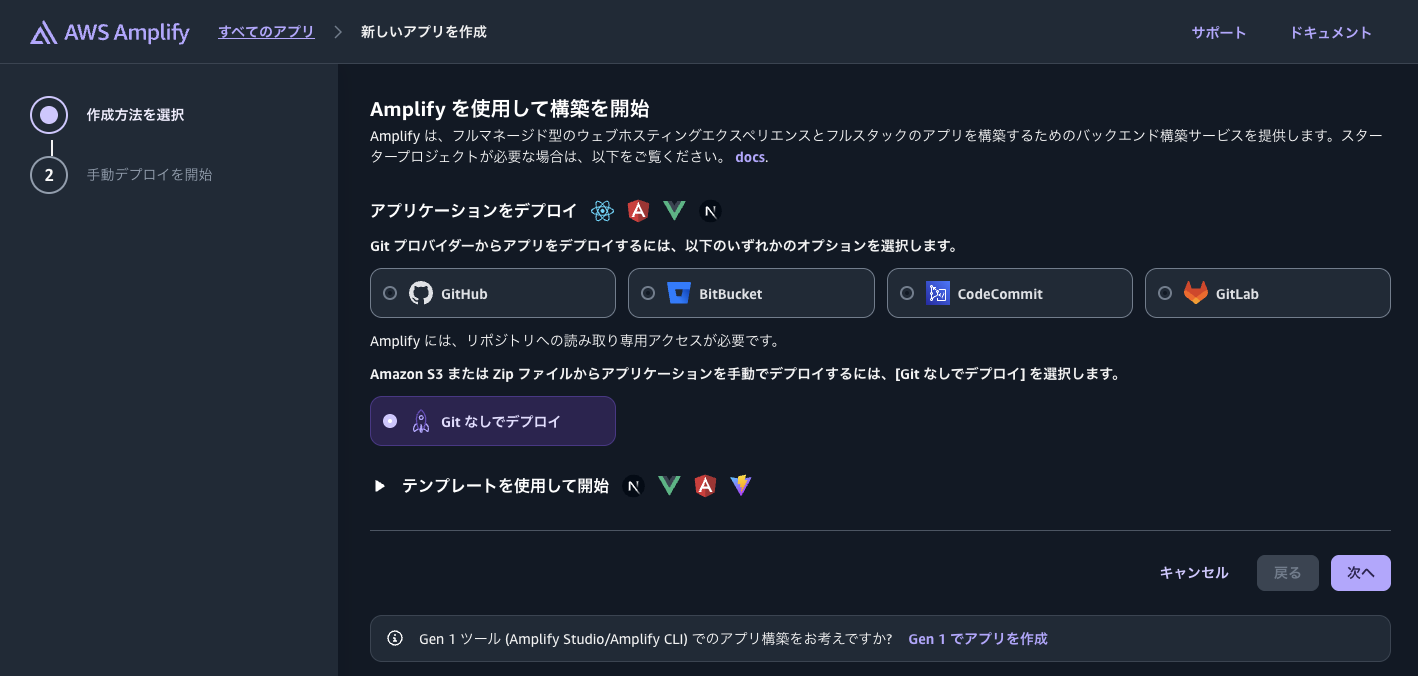 AWS Amplify すべてのアプリ 新しいアプリを作成 サポート ドキュメント
作成方法を選択
2 手動デプロイを開始
Amplify を使用して構築を開始
Amplify は、フルマネージド型のウェブホスティングエクスペリエンスとフルスタックのアプリを構築するためのバックエンド構築サービスを提供します。スター
タープロジェクトが必要な場合は、以下をご覧ください。 docs.
アプリケーションをデプロイ
Git プロバイダーからアプリをデプロイするには、以下のいずれかのオプションを選択します。
GitHub BitBucket CodeCommit GitLab
Amplify には、リポジトリへの読み取り専用アクセスが必要です。
Amazon S3 または Zip ファイルからアプリケーションを手動でデプロイするには、[Git なしでデプロイ] を選択します。
Git なしでデプロイ
テンプレートを使用して開始
キャンセル 戻る 次へ
Gen 1 ツール (Amplify Studio/Amplify CLI) でのアプリ構築をお考えですか? Gen 1 でアプリを作成